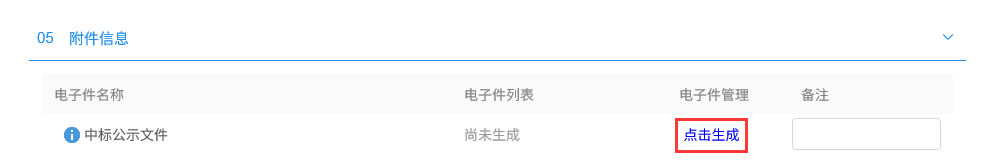 05 附件信息
电子件名称 电子件列表 电子件管理 备注
中标公示文件 尚未生成 点击生成